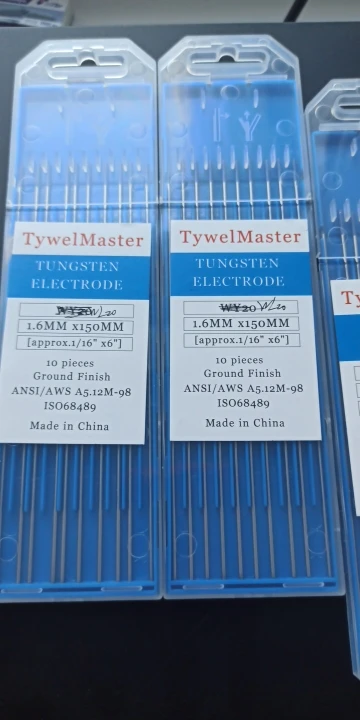 TywelMaster
TUNGSTEN
ELECTRODE
WY20 WL20
1.6MM x150MM
[approx.1/16" x6"]
10 pieces
Ground Finish
ANSI/AWS A5.12M-98
ISO68489
Made in China
TywelMaster
TUNGSTEN
ELECTRODE
WY20 WL20
1.6MM x150MM
[approx.1/16" x6"]
10 pieces
Ground Finish
ANSI/AWS A5.12M-98
ISO68489
Made in China
Ty